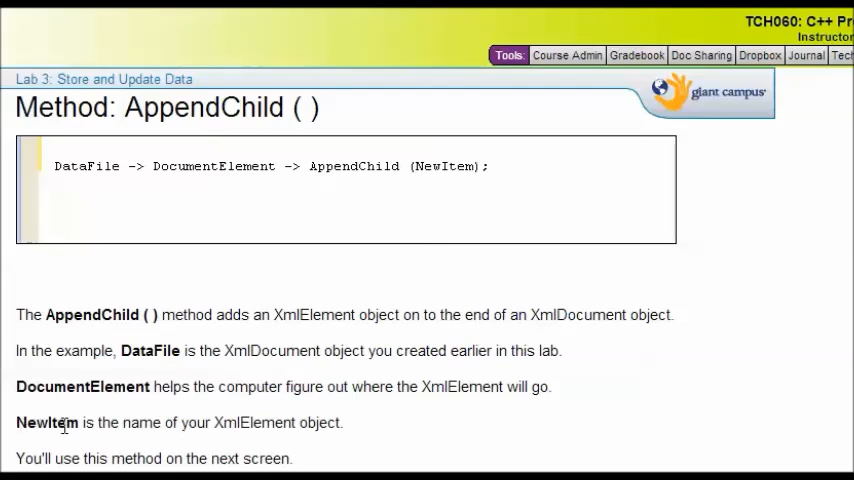 TCH060: C++ Pr
Instructor
Tools: Course Admin Gradebook Doc Sharing Dropbox Journal Tech
Lab 3: Store and Update Data
Method: AppendChild ( )
giant campus
DataFile -> DocumentElement -> AppendChild (NewItem);
The AppendChild ( ) method adds an XmlElement object on to the end of an XmlDocument object.
In the example, DataFile is the XmlDocument object you created earlier in this lab.
DocumentElement helps the computer figure out where the XmlElement will go.
NewItem is the name of your XmlElement object.
You'll use this method on the next screen.